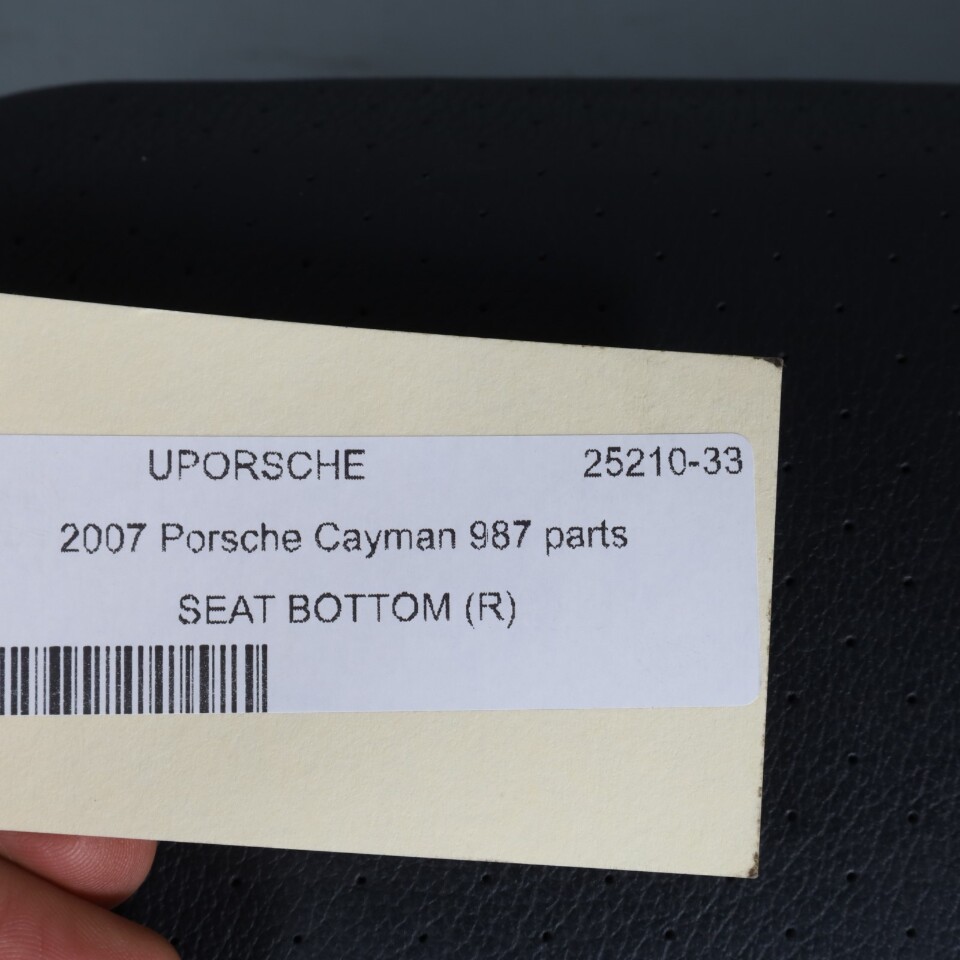 UPORSCHE 25210-33
2007 Porsche Cayman 987 parts
SEAT BOTTOM (R)